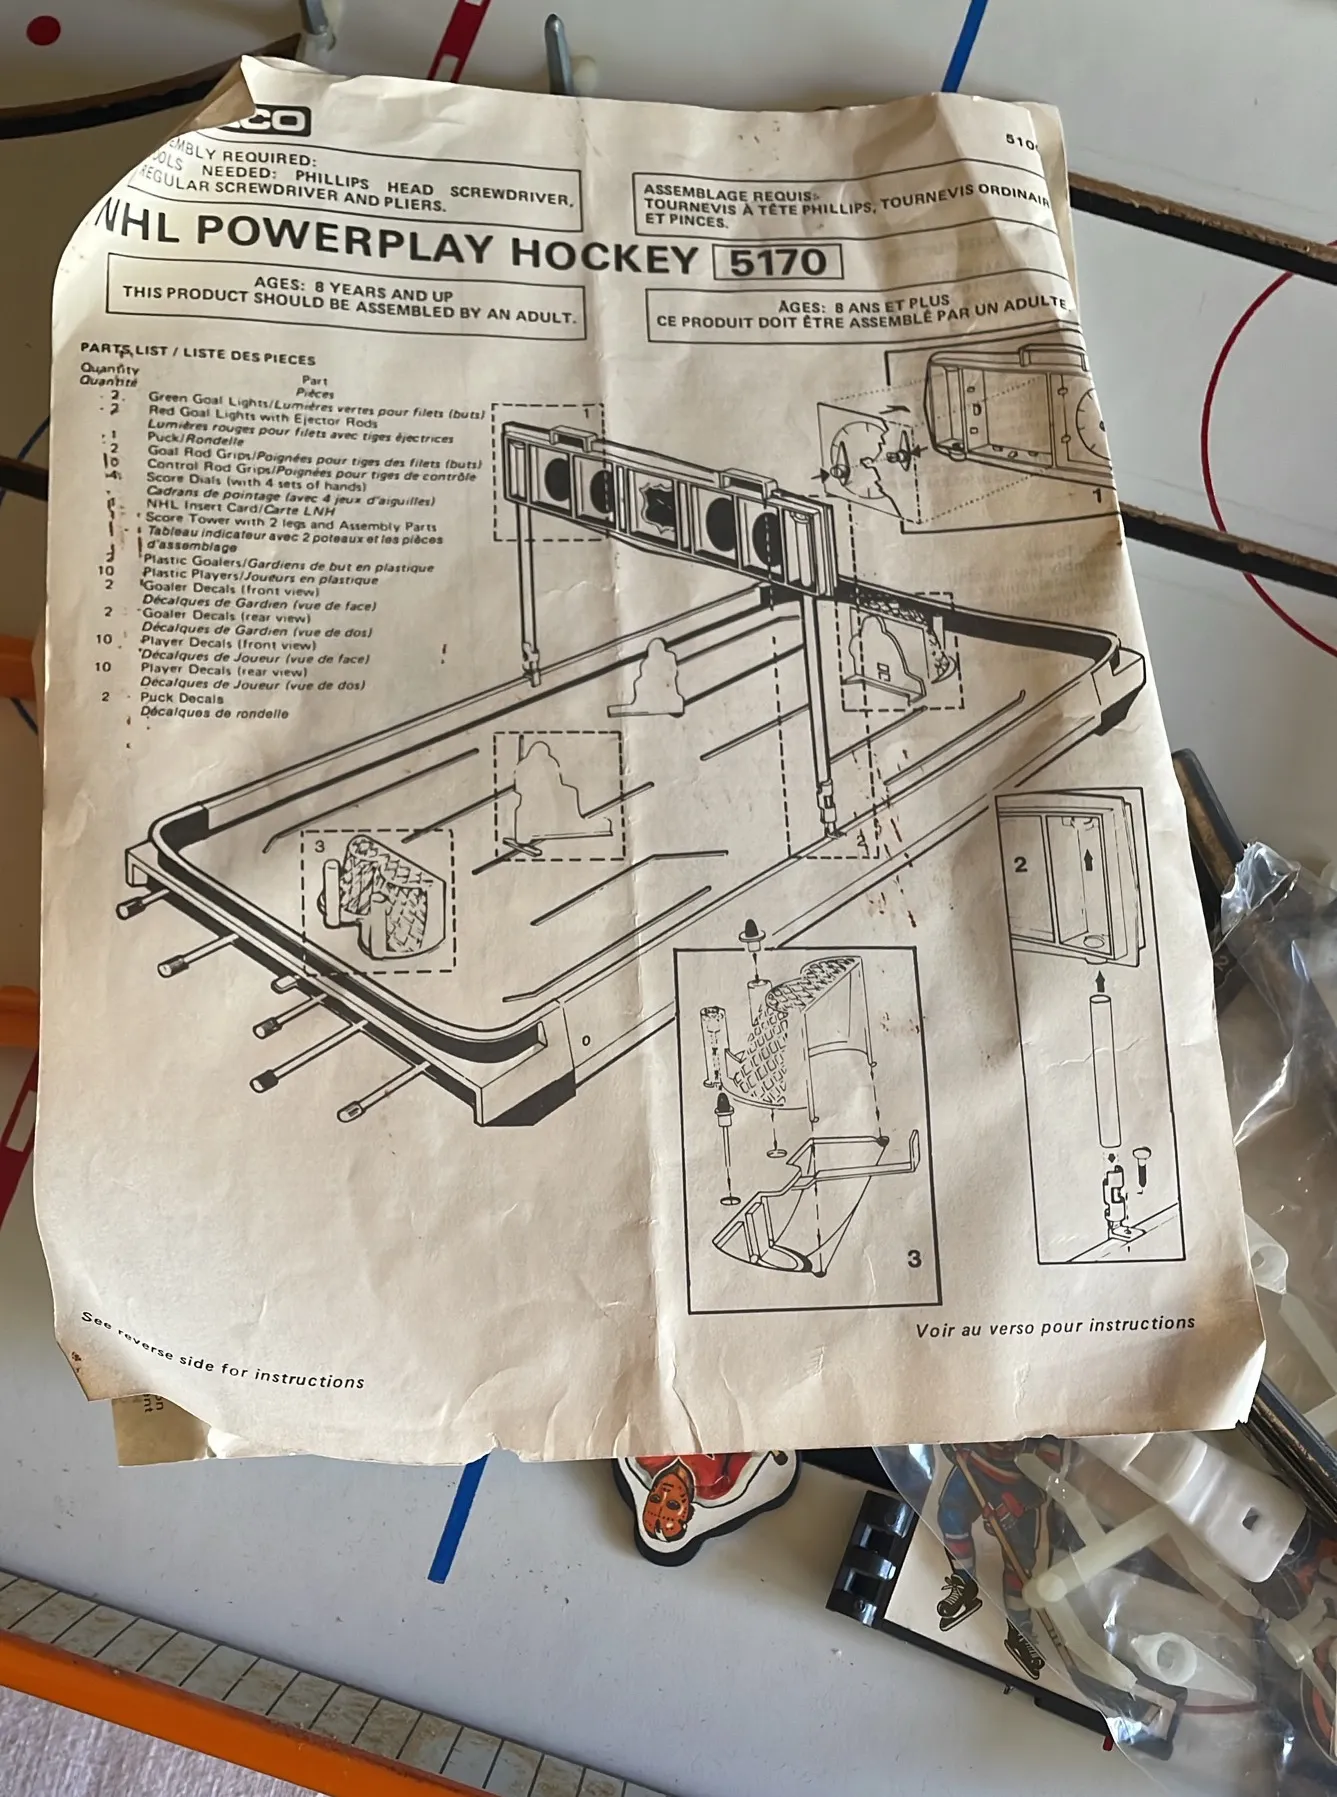 CO
510
MBLY REQUIRED:
OOLS NEEDED: PHILLIPS HEAD SCREWDRIVER,
REGULAR SCREWDRIVER AND PLIERS.
ASSEMBLAGE REQUIS:
TOURNEVIS À TÊTE PHILLIPS, TOURNEVIS ORDINAIR
ET PINCES.
NHL POWERPLAY HOCKEY 5170
AGES: 8 YEARS AND UP
THIS PRODUCT SHOULD BE ASSEMBLED BY AN ADULT.
ÂGES: 8 ANS ET PLUS
CE PRODUIT DOIT ÊTRE ASSEMBLÉ PAR UN ADULTE.
PARTS LIST / LISTE DES PIECES
Quantity
Quantité
Part
Pièces
2 Green Goal Lights/Lumières vertes pour filets (buts)
2 Red Goal Lights with Ejector Rods
Lumières rouges pour filets avec tiges éjectrices
1 Puck/Rondelle
2 Goal Rod Grips/Poignées pour tiges des filets (buts)
10 Control Rod Grips/Poignées pour tiges de contrôle
Score Dials (with 4 sets of hands)
Cadrans de pointage (avec 4 jeux d'aiguilles)
NHL Insert Card/Carte LNH
Score Tower with 2 legs and Assembly Parts
Tableau indicateur avec 2 poteaux et les pièces
d'assemblage
2 Plastic Goalers/Gardiens de but en plastique
10 Plastic Players/Joueurs en plastique
2 Goaler Decals (front view)
Décalques de Gardien (vue de face)
2 Goaler Decals (rear view)
Décalques de Gardien (vue de dos)
10 Player Decals (front view)
Décalques de Joueur (vue de face)
10 Player Decals (rear view)
Décalques de Joueur (vue de dos)
2 Puck Decals
Décalques de rondelle
1
1
3
2
2
3
See reverse side for instructions
Voir au verso pour instructions